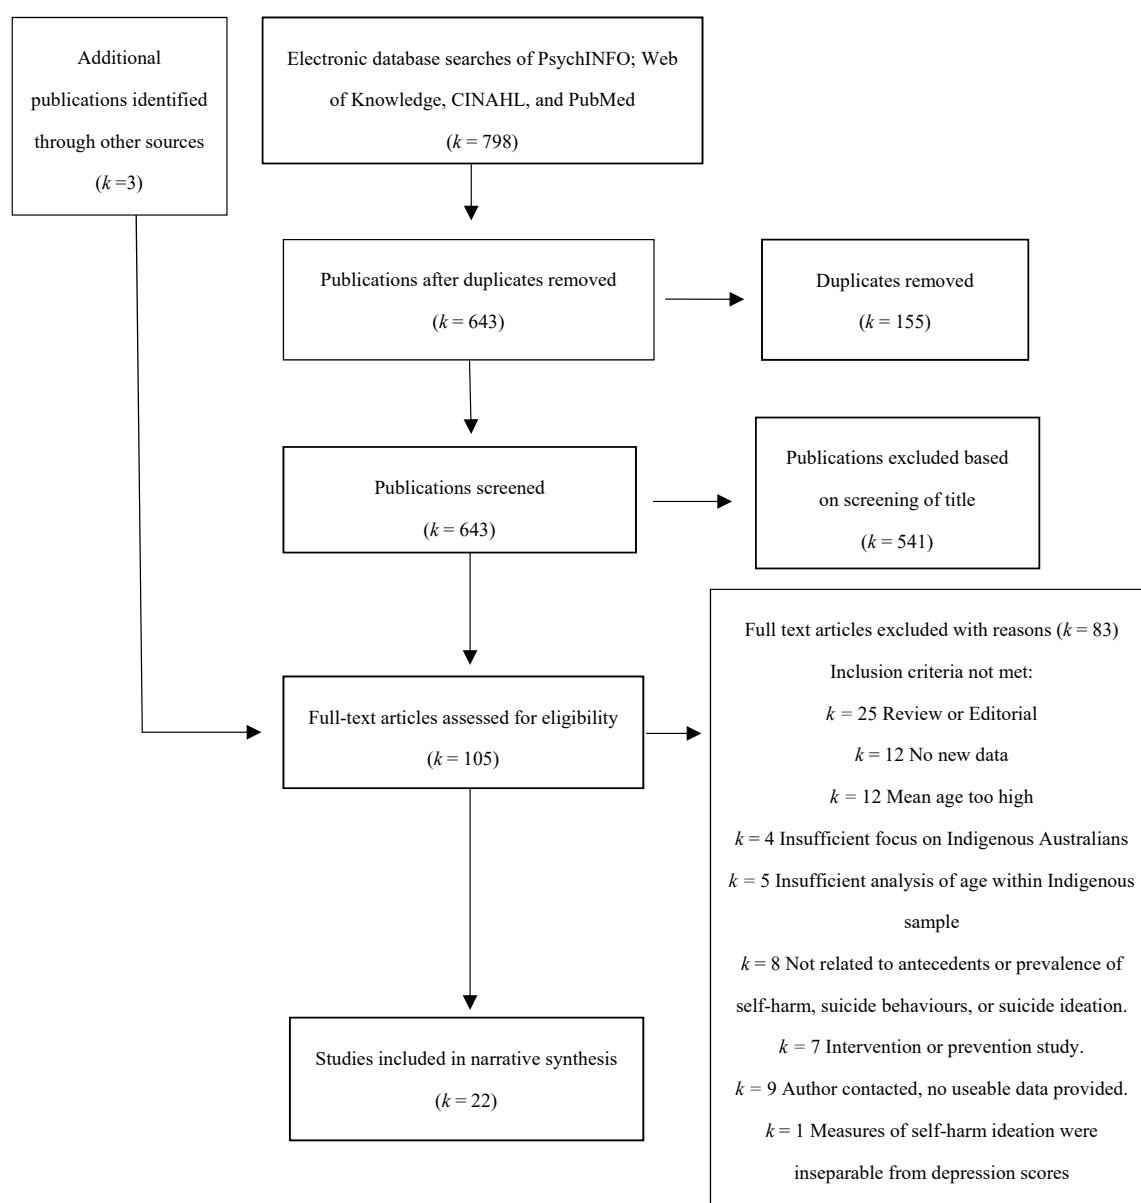 Additional
publications identified
through other sources
(k =3)
Electronic database searches of PsychINFO; Web
of Knowledge, CINAHL, and PubMed
(k = 798)
Publications after duplicates removed
(k = 643)
Duplicates removed
(k = 155)
Publications screened
(k = 643)
Publications excluded based
on screening of title
(k = 541)
Full-text articles assessed for eligibility
(k = 105)
Full text articles excluded with reasons (k = 83)
Inclusion criteria not met:
k = 25 Review or Editorial
k = 12 No new data
k = 12 Mean age too high
k = 4 Insufficient focus on Indigenous Australians
k = 5 Insufficient analysis of age within Indigenous
sample
k = 8 Not related to antecedents or prevalence of
self-harm, suicide behaviours, or suicide ideation.
k = 7 Intervention or prevention study.
k = 9 Author contacted, no useable data provided.
k = 1 Measures of self-harm ideation were
inseparable from depression scores
Studies included in narrative synthesis
(k = 22)